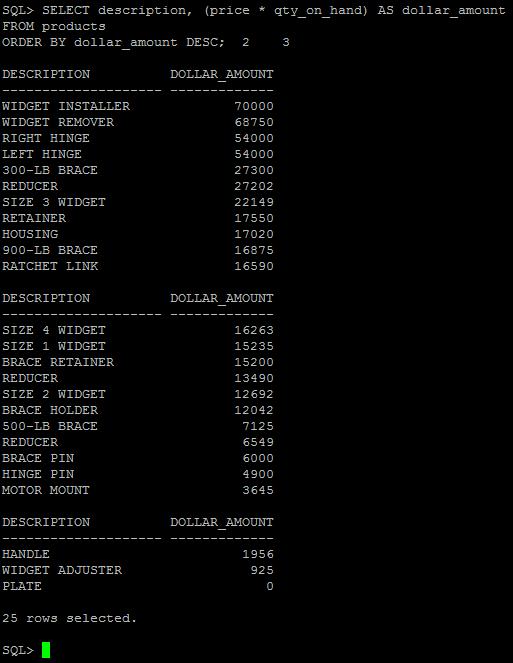 SQL> SELECT description, (price * qty_on_hand) AS dollar_amount
FROM products
ORDER BY dollar_amount DESC;  2    3
DESCRIPTION          DOLLAR_AMOUNT
-------------------- -------------
WIDGET INSTALLER             70000
WIDGET REMOVER               68750
RIGHT HINGE                  54000
LEFT HINGE                   54000
300-LB BRACE                 27300
REDUCER                      27202
SIZE 3 WIDGET                22149
RETAINER                     17550
HOUSING                      17020
900-LB BRACE                 16875
RATCHET LINK                 16590
DESCRIPTION          DOLLAR_AMOUNT
-------------------- -------------
SIZE 4 WIDGET                16263
SIZE 1 WIDGET                15235
BRACE RETAINER               15200
REDUCER                      13490
SIZE 2 WIDGET                12692
BRACE HOLDER                 12042
500-LB BRACE                  7125
REDUCER                       6549
BRACE PIN                     6000
HINGE PIN                     4900
MOTOR MOUNT                   3645
DESCRIPTION          DOLLAR_AMOUNT
-------------------- -------------
HANDLE                        1956
WIDGET ADJUSTER                925
PLATE                            0
25 rows selected.
SQL>